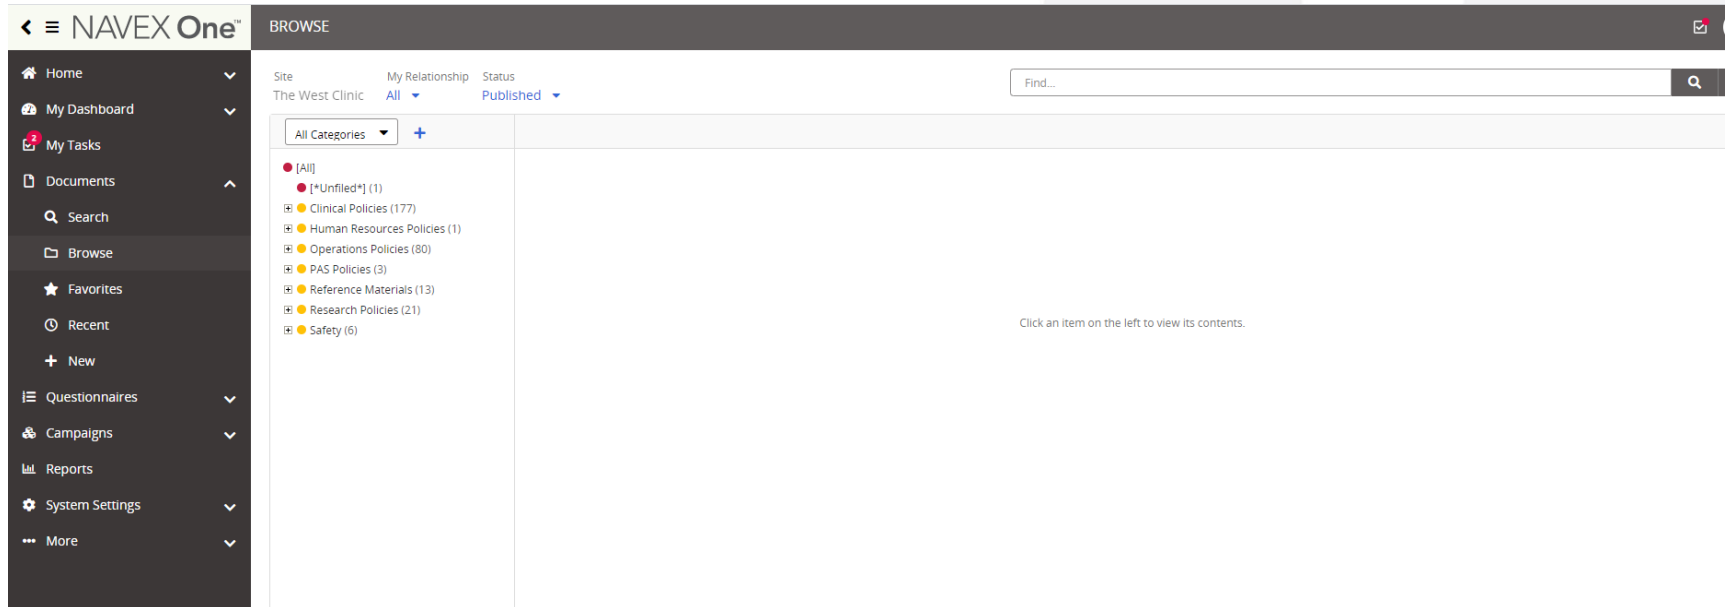 NAVEX One™
BROWSE
Home
My Dashboard
2
My Tasks
Documents
Search
Browse
Favorites
Recent
New
Questionnaires
Campaigns
Reports
System Settings
More
Site My Relationship Status
The West Clinic All Published
Find...
All Categories
[All]
[*Unfiled*] (1)
Clinical Policies (177)
Human Resources Policies (1)
Operations Policies (80)
PAS Policies (3)
Reference Materials (13)
Research Policies (21)
Safety (6)
Click an item on the left to view its contents.